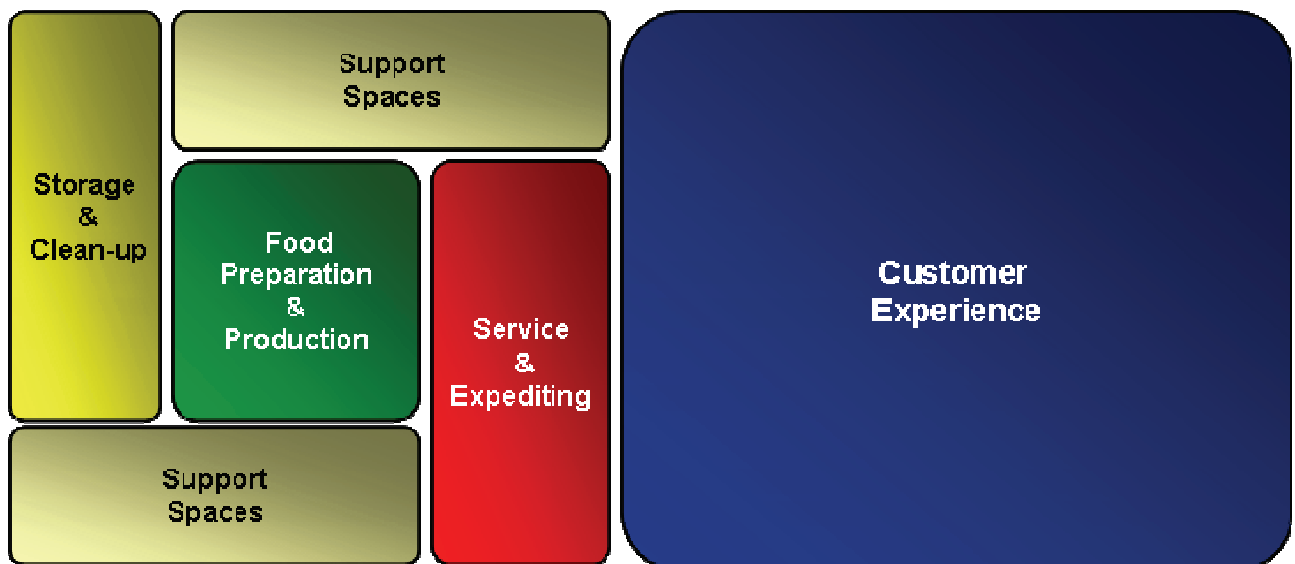 Support
Spaces
Storage
&
Clean-up
Food
Preparation
&
Production
Service
&
Expediting
Customer
Experience
Support
Spaces